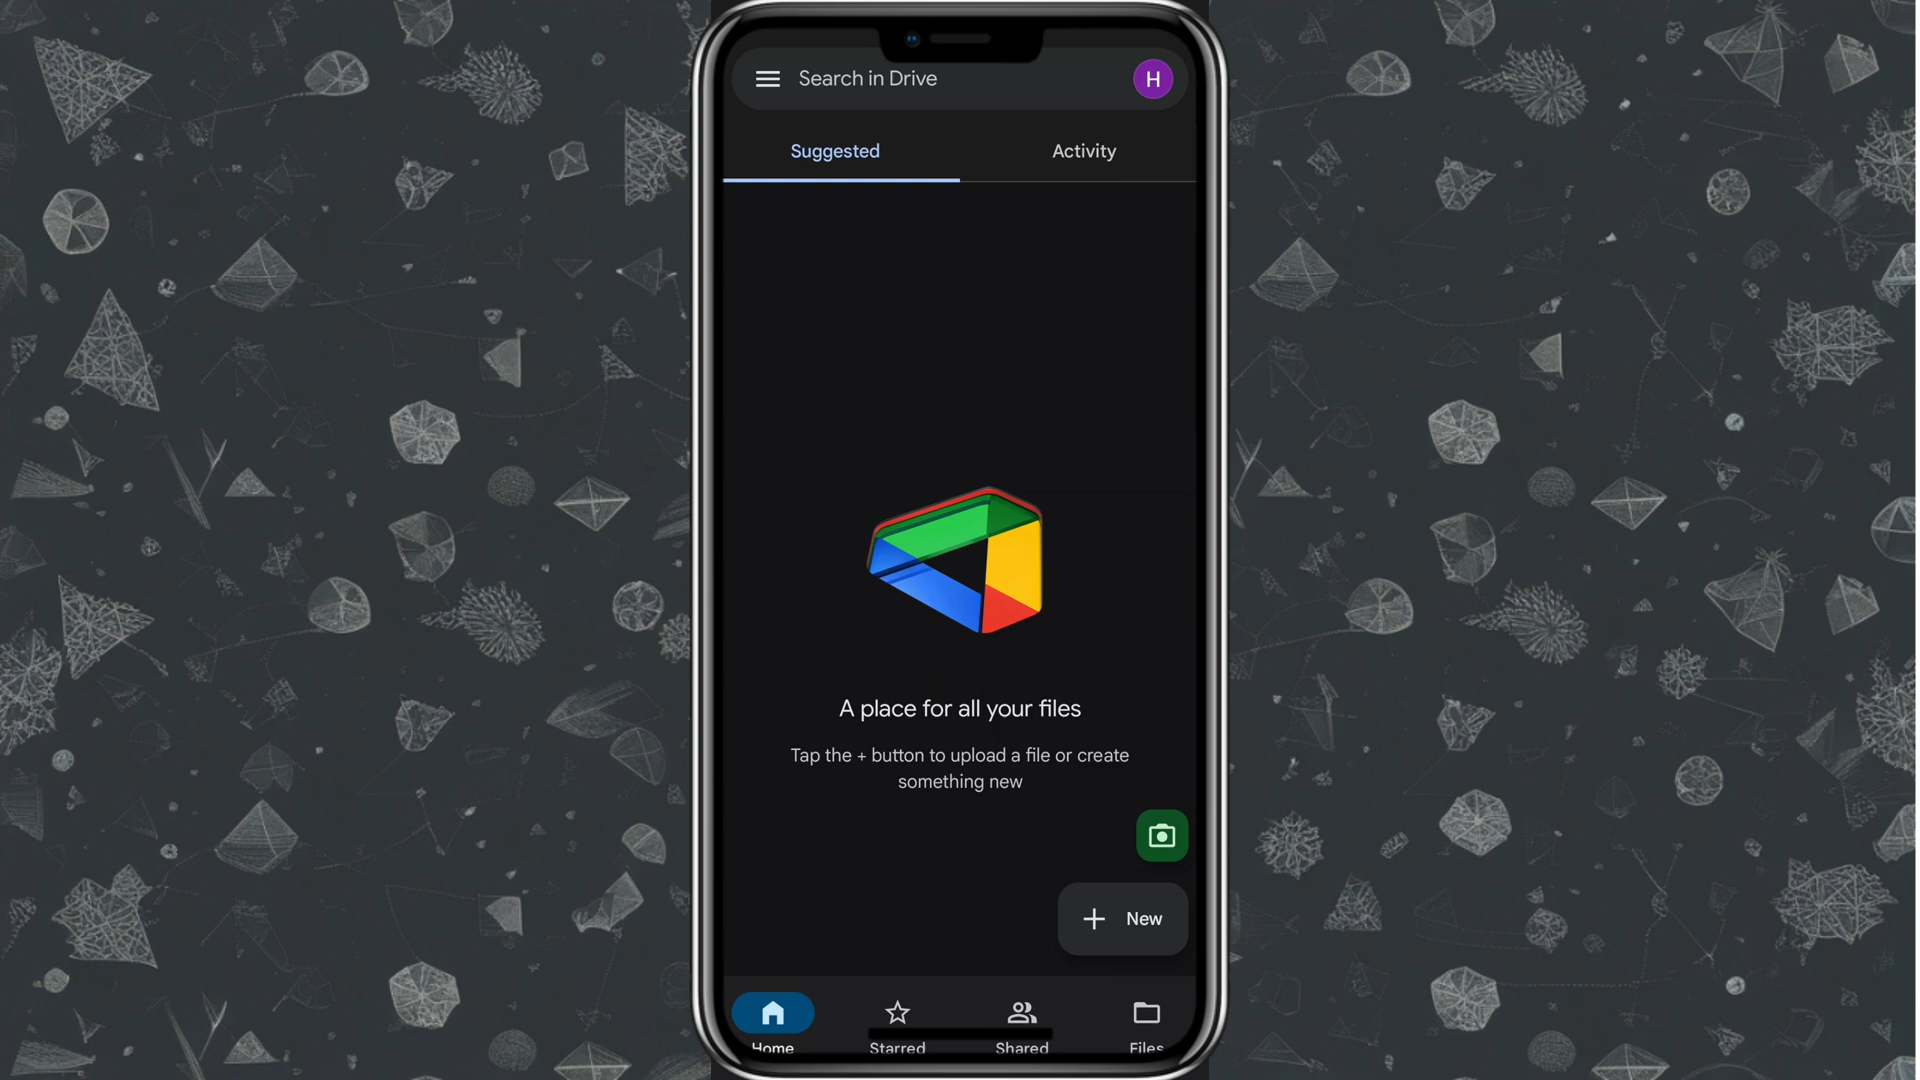 Search in Drive
H
Suggested
Activity
A place for all your files
Tap the + button to upload a file or create
something new
New
Home
Starred
Shared
Files